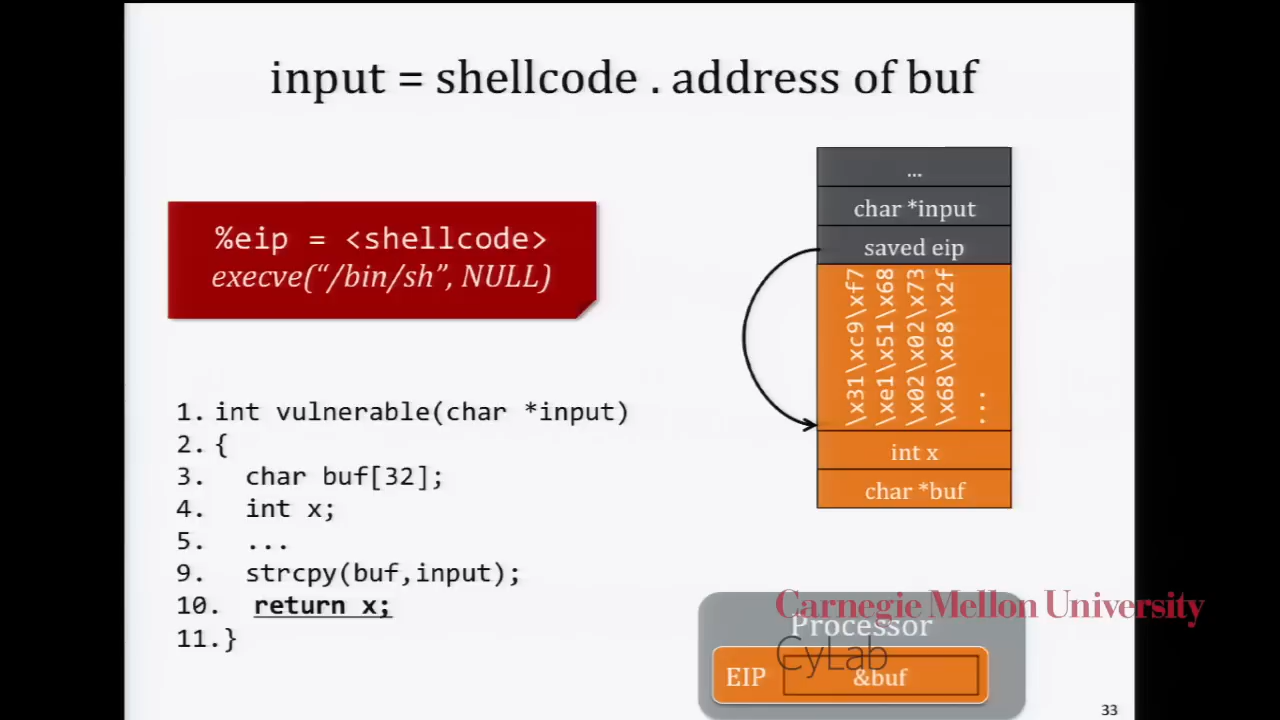 input = shellcode . address of buf
%eip = <shellcode>
execve(“/bin/sh”, NULL)
1. int vulnerable(char *input)
2. {
3. char buf[32];
4. int x;
5. ...
9. strcpy(buf,input);
10. return x;
11.}
...
char *input
saved eip
\x31\xc9\xf7
\xe1\x51\x68
\x02\x02\x73
\x68\x68\x2f
...
int x
char *buf
Processor
EIP &buf
Carnegie Mellon University
CyLab
33